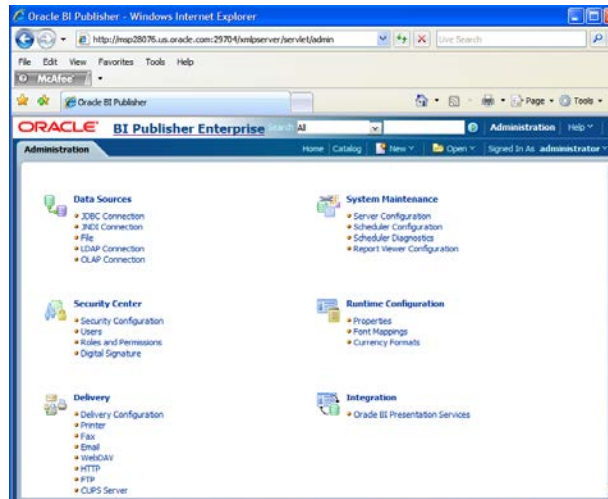 Oracle BI Publisher - Windows Internet Explorer
http://msp28076.us.oracle.com:29704/xmlpserver/servlet/admin
Live Search
File Edit View Favorites Tools Help
McAfee
Oracle BI Publisher
Page Tools
ORACLE BI Publisher Enterprise Search All Administration Help
Administration Home Catalog New Open Signed In As administrator
Data Sources
JDBC Connection
JNDI Connection
File
LDAP Connection
OLAP Connection
System Maintenance
Server Configuration
Scheduler Configuration
Scheduler Diagnostics
Report Viewer Configuration
Security Center
Security Configuration
Users
Roles and Permissions
Digital Signature
Runtime Configuration
Properties
Font Mappings
Currency Formats
Delivery
Delivery Configuration
Printer
Fax
Email
WebDAV
HTTP
FTP
CUPS Server
Integration
Oracle BI Presentation Services